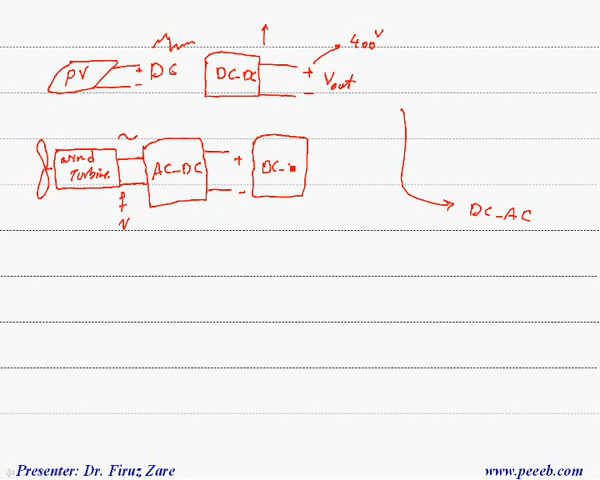 400V
PV + DC DC-DC + Vout
- -
~
wind AC-DC + DC-
Turbine -
f
V
DC-AC
Presenter: Dr. Firuz Zare www.peeeb.com